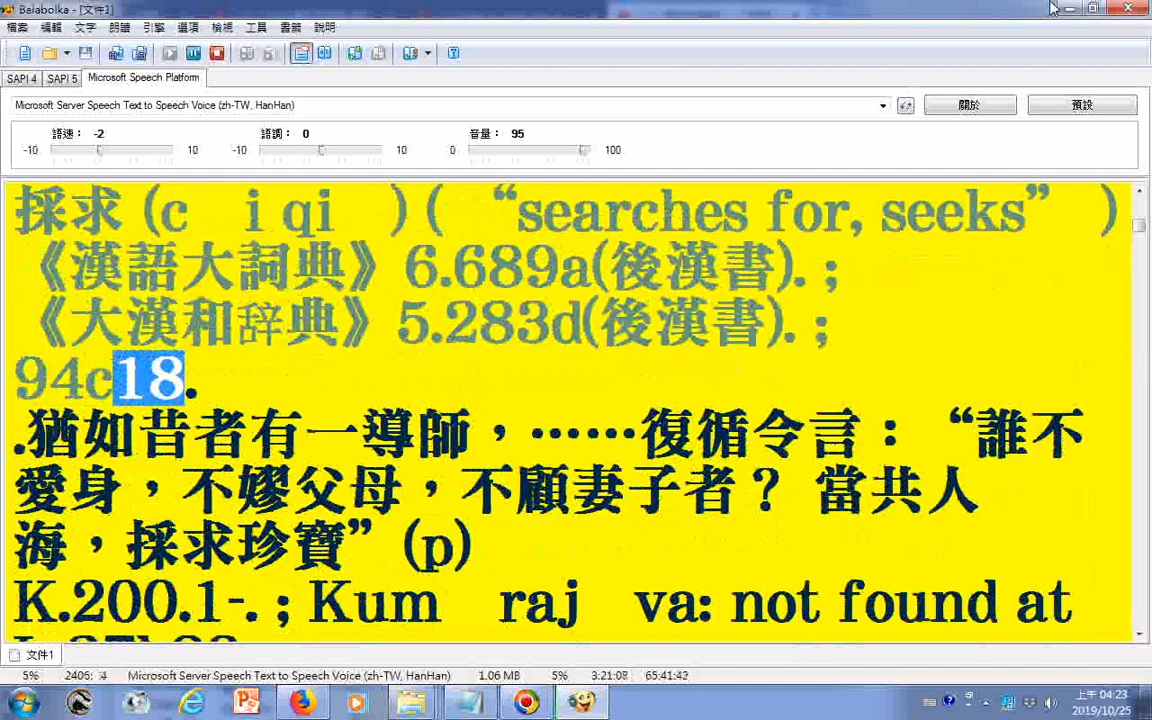 Balabolka - [文件1]
檔案 編輯 文字 朗讀 引擎 選項 檢視 工具 書籤 說明
SAPI 4 SAPI 5 Microsoft Speech Platform
Microsoft Server Speech Text to Speech Voice (zh-TW, HanHan) 關於 預設
語速： -2 語調： 0 音量： 95
-10 10 -10 10 0 100
採求 (c i qi )( “searches for, seeks” )
《漢語大詞典》 6.689a(後漢書). ;
《大漢和辞典》 5.283d(後漢書). ;
94c18.
.猶如昔者有一導師，……復循令言：“誰不
愛身，不嫪父母，不顧妻子者？ 當共人
海，採求珍寶” (p)
K.200.1-. ; Kum raj va: not found at
文件1
5% 2405: 4 Microsoft Server Speech Text to Speech Voice (zh-TW, HanHan) 1.06 MB 5% 3:21:08 65:41:42
上午 04:23
2019/10/25